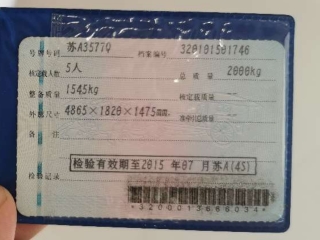 号牌号码 苏A3577Q 档案编号 320101501746
核定载人数 5人 总质量 2000kg
整备质量 1545kg 核定载质量 --
外廓尺寸 4865×1820×1475mm 准牵引总质量 --
备注
检验有效期至2015年07月苏A(45)
检验记录
*3200013866034*